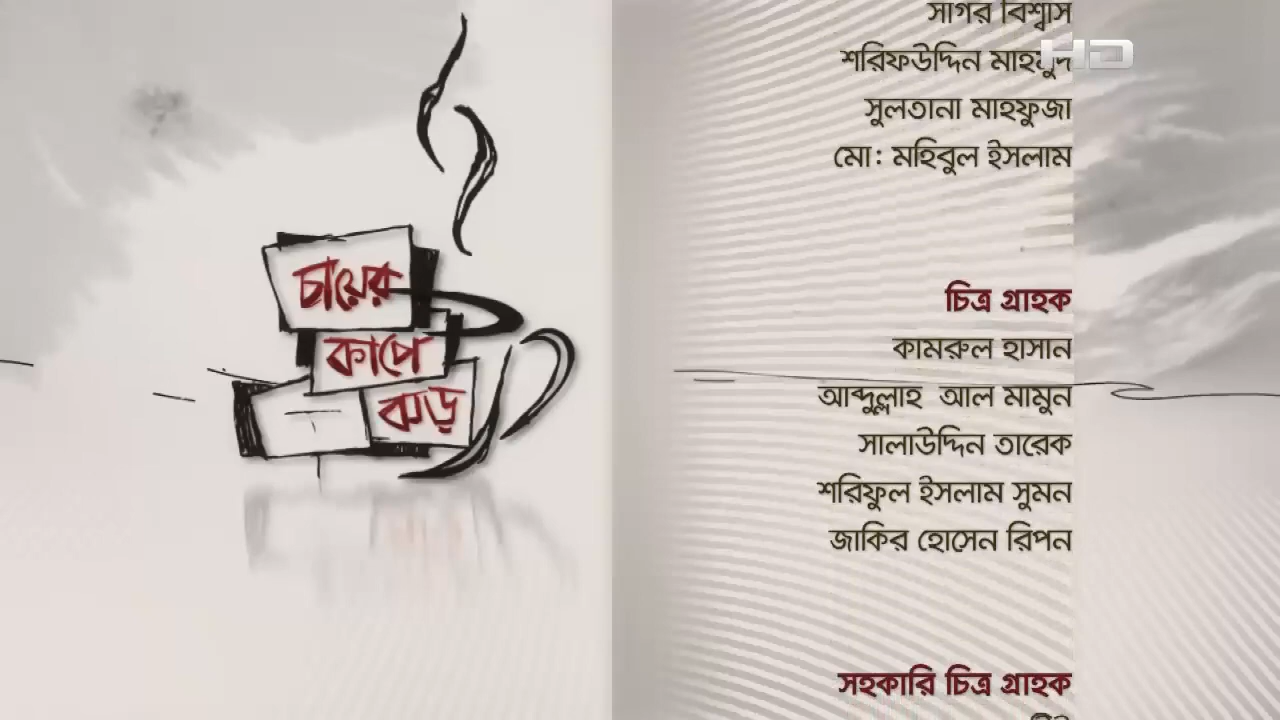 চায়ের
কাপে
ঝড়
সাগর বিশ্বাস
HD
শরিফউদ্দিন মাহমুদ
সুলতানা মাহফুজা
মো: মহিবুল ইসলাম
চিত্র গ্রাহক
কামরুল হাসান
আব্দুল্লাহ আল মামুন
সালাউদ্দিন তারেক
শরিফুল ইসলাম সুমন
জাকির হোসেন রিপন
সহকারি চিত্র গ্রাহক